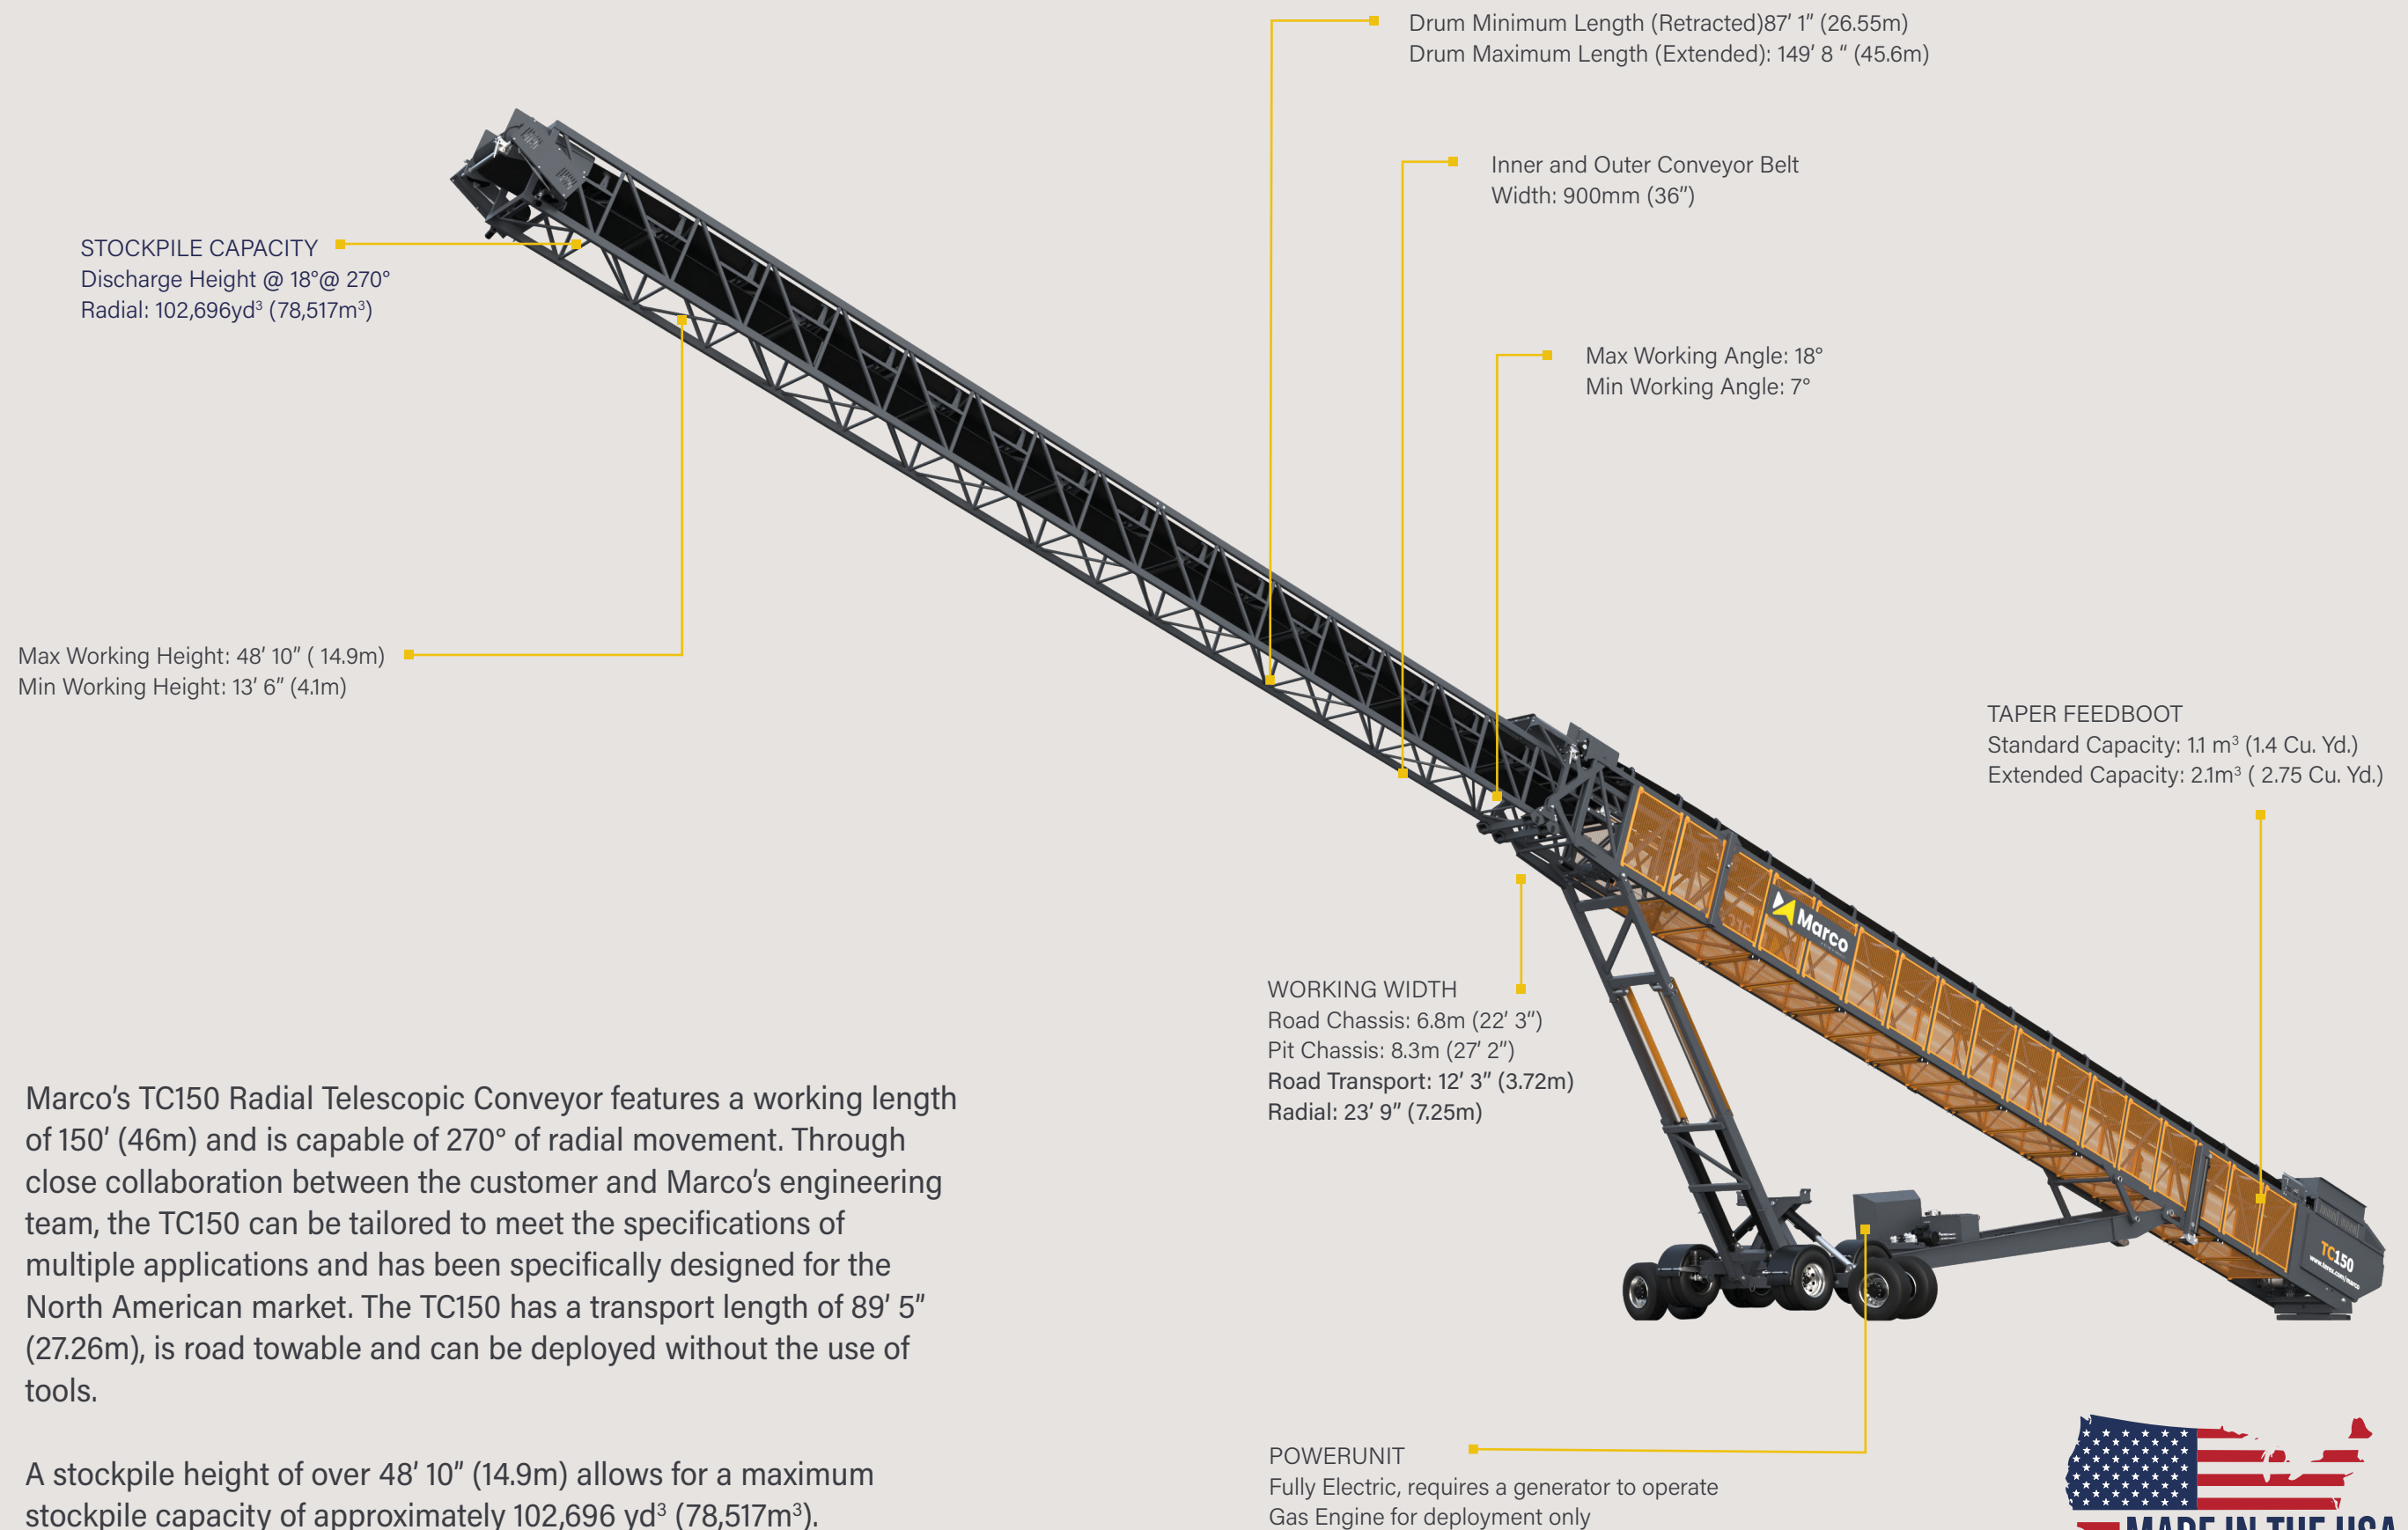 Drum Minimum Length (Retracted)87’ 1” (26.55m)
Drum Maximum Length (Extended): 149’ 8 “ (45.6m)
Inner and Outer Conveyor Belt
Width: 900mm (36”)
STOCKPILE CAPACITY
Discharge Height @ 18°@ 270°
Radial: 102,696yd³ (78,517m³)
Max Working Angle: 18°
Min Working Angle: 7°
Max Working Height: 48’ 10” ( 14.9m)
Min Working Height: 13’ 6” (4.1m)
TAPER FEEDBOOT
Standard Capacity: 1.1 m³ (1.4 Cu. Yd.)
Extended Capacity: 2.1m³ ( 2.75 Cu. Yd.)
Marco
WORKING WIDTH
Road Chassis: 6.8m (22’ 3”)
Pit Chassis: 8.3m (27’ 2”)
Road Transport: 12’ 3” (3.72m)
Radial: 23’ 9” (7.25m)
TC150
www.terex.com/marco
Marco’s TC150 Radial Telescopic Conveyor features a working length
of 150’ (46m) and is capable of 270° of radial movement. Through
close collaboration between the customer and Marco’s engineering
team, the TC150 can be tailored to meet the specifications of
multiple applications and has been specifically designed for the
North American market. The TC150 has a transport length of 89’ 5”
(27.26m), is road towable and can be deployed without the use of
tools.
A stockpile height of over 48’ 10” (14.9m) allows for a maximum
stockpile capacity of approximately 102,696 yd³ (78,517m³).
POWERUNIT
Fully Electric, requires a generator to operate
Gas Engine for deployment only
MADE IN THE USA